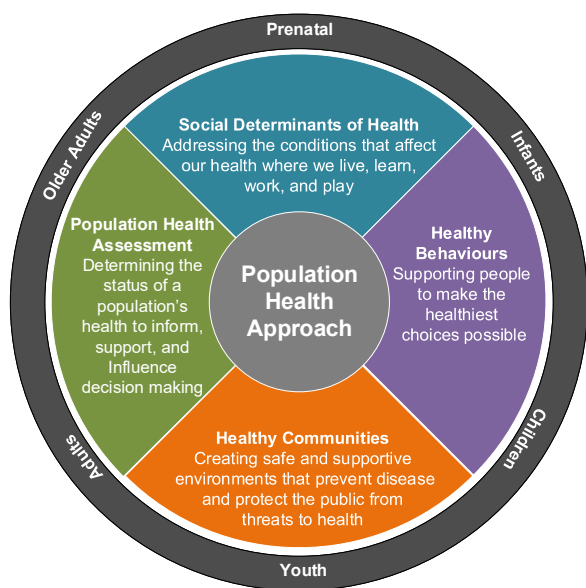 Prenatal
Infants
Children
Youth
Adults
Older Adults
Social Determinants of Health
Addressing the conditions that affect
our health where we live, learn,
work, and play
Healthy
Behaviours
Supporting people
to make the
healthiest
choices possible
Healthy Communities
Creating safe and supportive
environments that prevent disease
and protect the public from
threats to health
Population Health
Assessment
Determining the
status of a
population’s
health to inform,
support, and
Influence
decision making
Population
Health
Approach